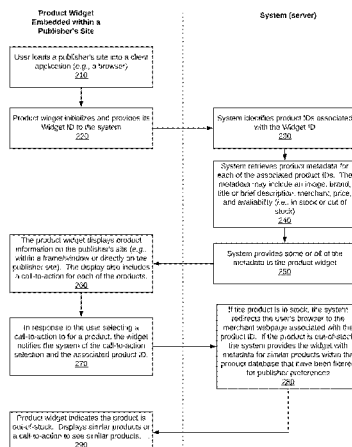 Product Widget
Embedded within a
Publisher's Site
System (server)
User loads a publisher's site into a client
application (e.g., a browser)
210
Product widget initializes and provides its
Widget ID to the system
220
System identifies product IDs associated
with the Widget ID
230
System retrieves product metadata for
each of the associated product IDs. The
metadata may include an image, brand,
title or brief description, merchant, price,
and availability (i.e., in stock or out of
stock)
240
System provides some or all of the
metadata to the product widget
250
The product widget displays product
information on the publisher's site (e.g.,
within a frame/window or directly on the
publisher site). The display also includes
a call-to-action for each of the products.
260
In response to the user selecting a
call-to-action for a product, the widget
notifies the system of the call-to-action
selection and the associated product ID.
270
If the product is in-stock, the system
redirects the user's browser to the
merchant webpage associated with the
product ID. If the product is out-of-stock,
the system provides the widget with
metadata for similar products within the
product database that have been filtered
for publisher preferences
280
Product widget indicates the product is
out-of-stock. Displays similar products or
a call-to-action to see similar products.
290